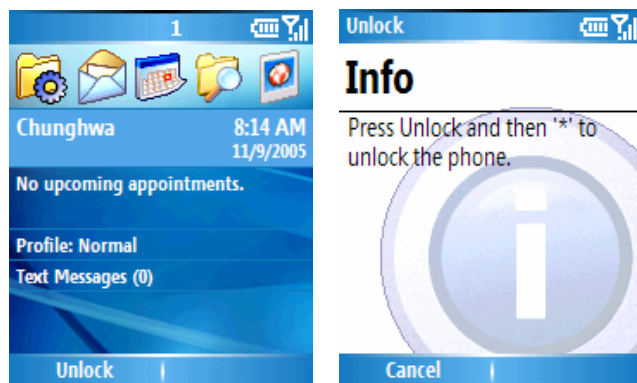 1
Chunghwa
8:14 AM
11/9/2005
No upcoming appointments.
Profile: Normal
Text Messages (0)
Unlock
Unlock
Info
Press Unlock and then '*' to
unlock the phone.
Cancel